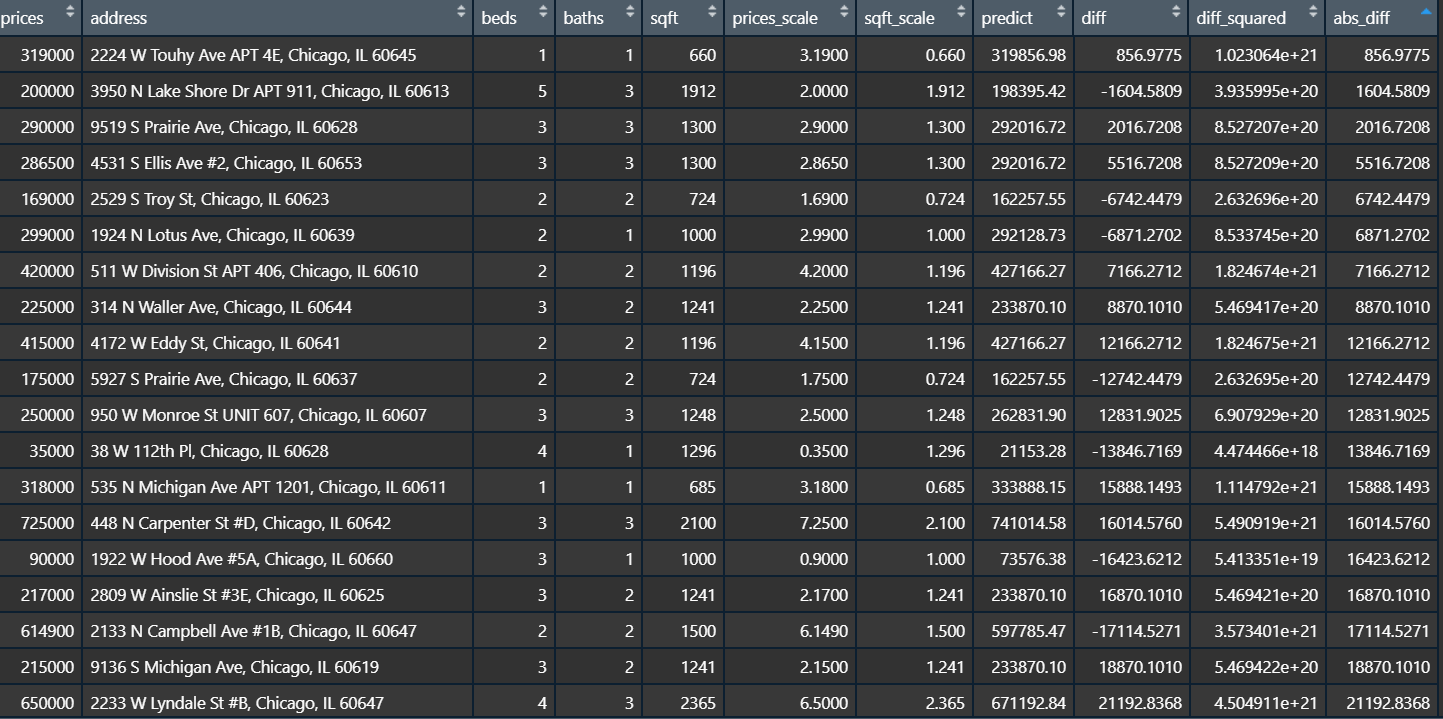 prices address beds baths sqft prices_scale sqft_scale predict diff diff_squared abs_diff
319000 2224 W Touhy Ave APT 4E, Chicago, IL 60645 1 1 660 3.1900 0.660 319856.98 856.9775 1.023064e+21 856.9775
200000 3950 N Lake Shore Dr APT 911, Chicago, IL 60613 5 3 1912 2.0000 1.912 198395.42 -1604.5809 3.935995e+20 1604.5809
290000 9519 S Prairie Ave, Chicago, IL 60628 3 3 1300 2.9000 1.300 292016.72 2016.7208 8.527207e+20 2016.7208
286500 4531 S Ellis Ave #2, Chicago, IL 60653 3 3 1300 2.8650 1.300 292016.72 5516.7208 8.527209e+20 5516.7208
169000 2529 S Troy St, Chicago, IL 60623 2 2 724 1.6900 0.724 162257.55 -6742.4479 2.632696e+20 6742.4479
299000 1924 N Lotus Ave, Chicago, IL 60639 2 1 1000 2.9900 1.000 292128.73 -6871.2702 8.533745e+20 6871.2702
420000 511 W Division St APT 406, Chicago, IL 60610 2 2 1196 4.2000 1.196 427166.27 7166.2712 1.824674e+21 7166.2712
225000 314 N Waller Ave, Chicago, IL 60644 3 2 1241 2.2500 1.241 233870.10 8870.1010 5.469417e+20 8870.1010
415000 4172 W Eddy St, Chicago, IL 60641 2 2 1196 4.1500 1.196 427166.27 12166.2712 1.824675e+21 12166.2712
175000 5927 S Prairie Ave, Chicago, IL 60637 2 2 724 1.7500 0.724 162257.55 -12742.4479 2.632695e+20 12742.4479
250000 950 W Monroe St UNIT 607, Chicago, IL 60607 3 3 1248 2.5000 1.248 262831.90 12831.9025 6.907929e+20 12831.9025
35000 38 W 112th Pl, Chicago, IL 60628 4 1 1296 0.3500 1.296 21153.28 -13846.7169 4.474466e+18 13846.7169
318000 535 N Michigan Ave APT 1201, Chicago, IL 60611 1 1 685 3.1800 0.685 333888.15 15888.1493 1.114792e+21 15888.1493
725000 448 N Carpenter St #D, Chicago, IL 60642 3 3 2100 7.2500 2.100 741014.58 16014.5760 5.490919e+21 16014.5760
90000 1922 W Hood Ave #5A, Chicago, IL 60660 3 1 1000 0.9000 1.000 73576.38 -16423.6212 5.413351e+19 16423.6212
217000 2809 W Ainslie St #3E, Chicago, IL 60625 3 2 1241 2.1700 1.241 233870.10 16870.1010 5.469421e+20 16870.1010
614900 2133 N Campbell Ave #1B, Chicago, IL 60647 2 2 1500 6.1490 1.500 597785.47 -17114.5271 3.573401e+21 17114.5271
215000 9136 S Michigan Ave, Chicago, IL 60619 3 2 1241 2.1500 1.241 233870.10 18870.1010 5.469422e+20 18870.1010
650000 2233 W Lyndale St #B, Chicago, IL 60647 4 3 2365 6.5000 2.365 671192.84 21192.8368 4.504911e+21 21192.8368